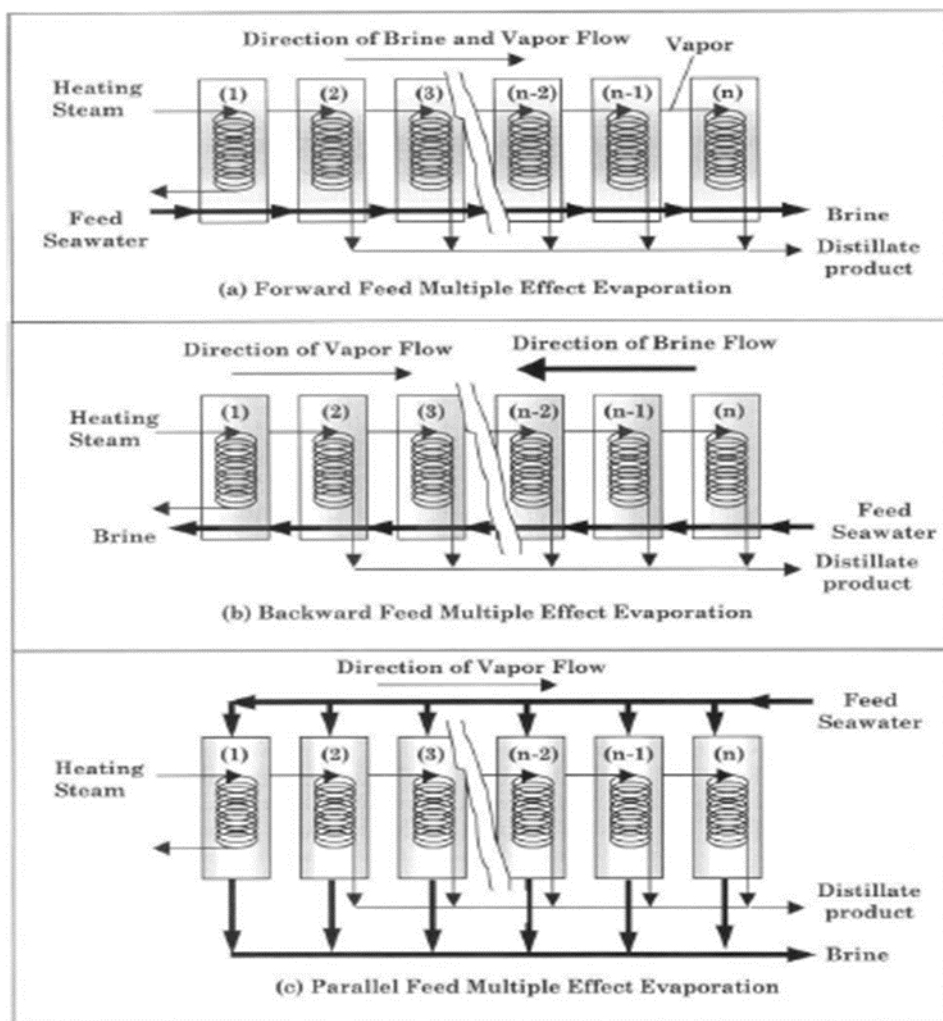 Direction of Brine and Vapor Flow
Vapor
Heating
Steam
(1)
(2)
(3)
(n-2)
(n-1)
(n)
Feed
Seawater
Brine
Distillate
product
(a) Forward Feed Multiple Effect Evaporation
Direction of Vapor Flow
Direction of Brine Flow
Heating
Steam
(1)
(2)
(3)
(n-2)
(n-1)
(n)
Brine
Feed
Seawater
Distillate
product
(b) Backward Feed Multiple Effect Evaporation
Direction of Vapor Flow
Feed
Seawater
Heating
Steam
(1)
(2)
(3)
(n-2)
(n-1)
(n)
Distillate
product
Brine
(c) Parallel Feed Multiple Effect Evaporation